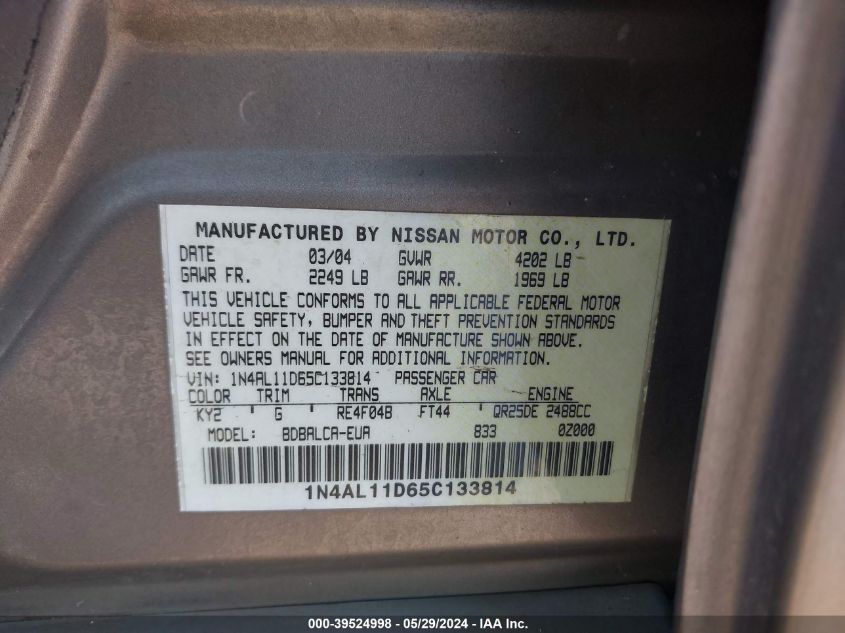 MANUFACTURED BY NISSAN MOTOR CO., LTD.
DATE 03/04 GVWR 4202 LB
GAWR FR. 2249 LB GAWR RR. 1969 LB
THIS VEHICLE CONFORMS TO ALL APPLICABLE FEDERAL MOTOR
VEHICLE SAFETY, BUMPER AND THEFT PREVENTION STANDARDS
IN EFFECT ON THE DATE OF MANUFACTURE SHOWN ABOVE.
SEE OWNERS MANUAL FOR ADDITIONAL INFORMATION.
VIN: 1N4AL11D65C133814 PASSENGER CAR
COLOR TRIM TRANS AXLE ENGINE
KY2 G RE4F04B FT44 QR25DE 2488CC
MODEL: BDBALCA-EUA 833 0Z000
1N4AL11D65C133814
000-39524998 - 05/29/2024 - IAA Inc.